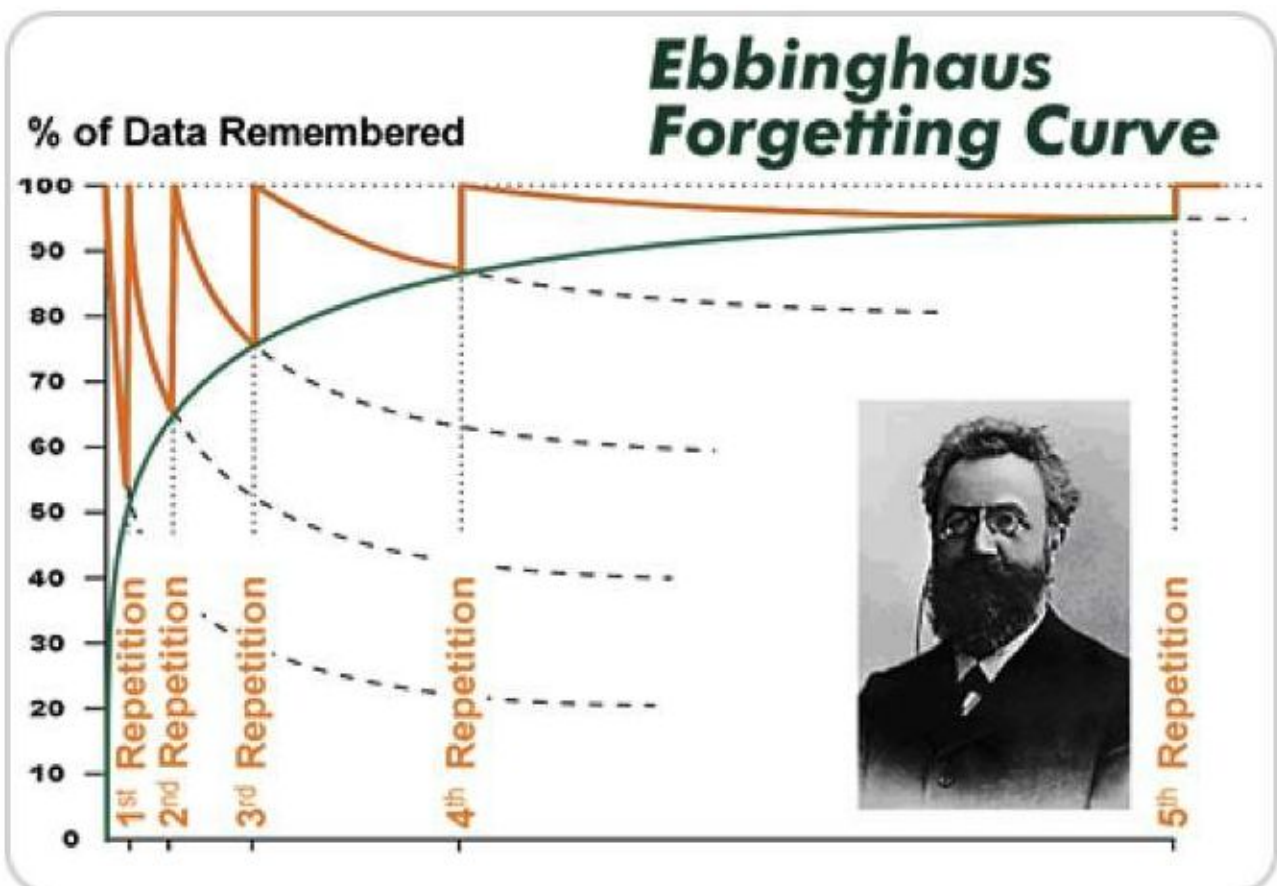 Ebbinghaus
Forgetting Curve
% of Data Remembered
100
90
80
70
60
50
40
30
20
10
0
1st Repetition
2nd Repetition
3rd Repetition
4th Repetition
5th Repetition